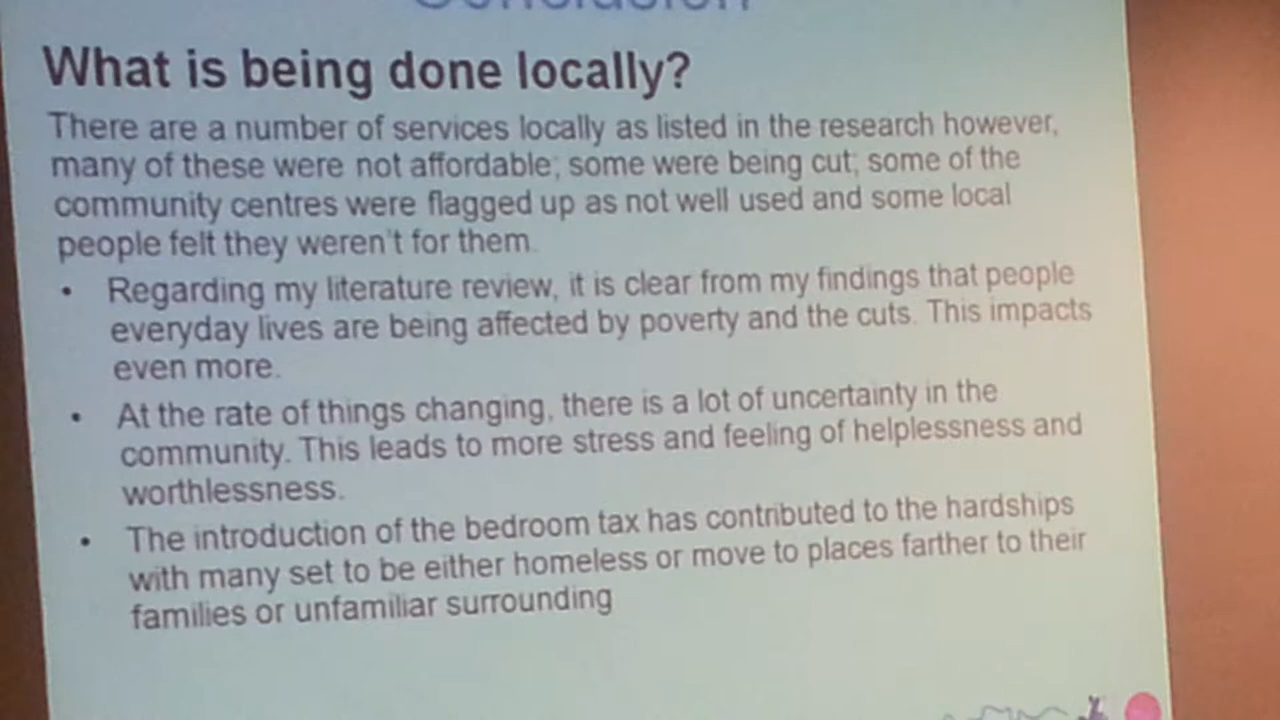 Conclusion
What is being done locally?
There are a number of services locally as listed in the research however,
many of these were not affordable; some were being cut; some of the
community centres were flagged up as not well used and some local
people felt they weren't for them.
• Regarding my literature review, it is clear from my findings that people
everyday lives are being affected by poverty and the cuts. This impacts
even more.
• At the rate of things changing, there is a lot of uncertainty in the
community. This leads to more stress and feeling of helplessness and
worthlessness.
• The introduction of the bedroom tax has contributed to the hardships
with many set to be either homeless or move to places farther to their
families or unfamiliar surrounding